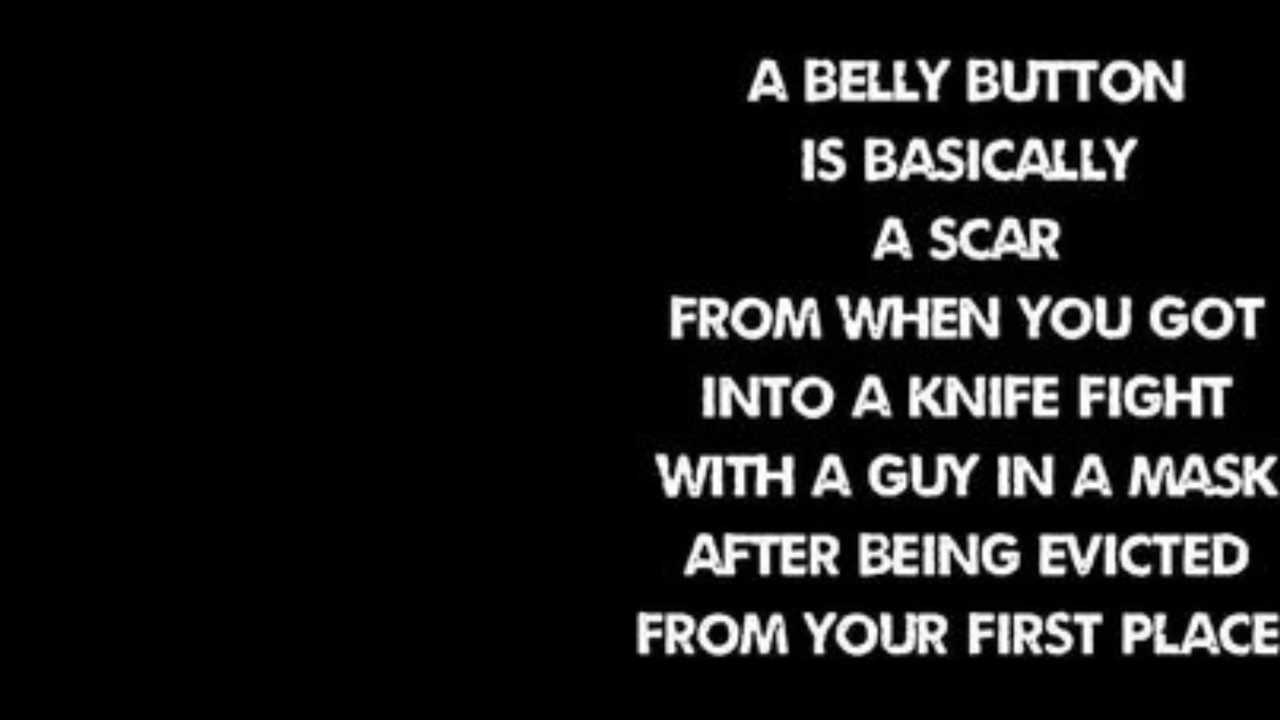 A BELLY BUTTON
IS BASICALLY
A SCAR
FROM WHEN YOU GOT
INTO A KNIFE FIGHT
WITH A GUY IN A MASK
AFTER BEING EVICTED
FROM YOUR FIRST PLACE